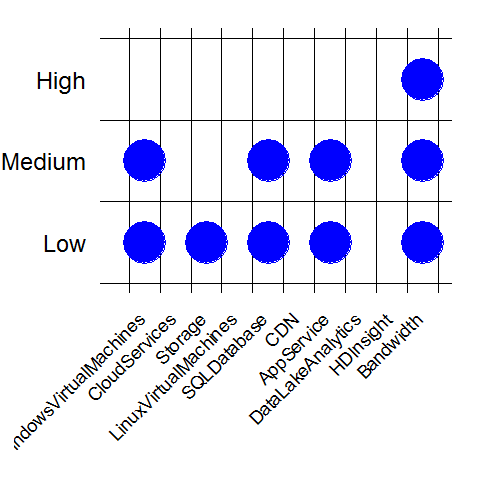 High
Medium
Low
ndowsVirtualMachines
CloudServices
Storage
LinuxVirtualMachines
SQLDatabase
CDN
AppService
DataLakeAnalytics
HDInsight
Bandwidth